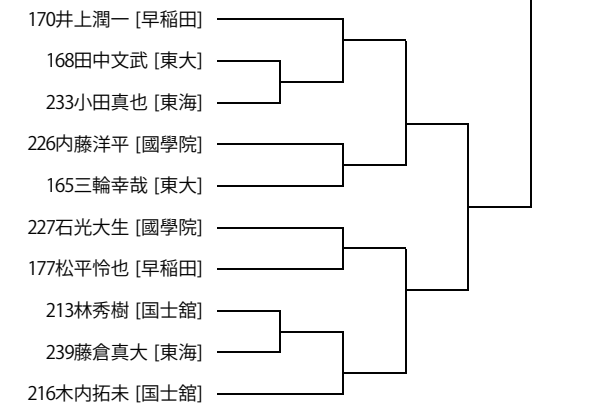 170井上潤一 [早稲田]
168田中文武 [東大]
233小田真也 [東海]
226内藤洋平 [國學院]
165三輪幸哉 [東大]
227石光大生 [國學院]
177松平怜也 [早稲田]
213林秀樹 [国士舘]
239藤倉真大 [東海]
216木内拓未 [国士舘]